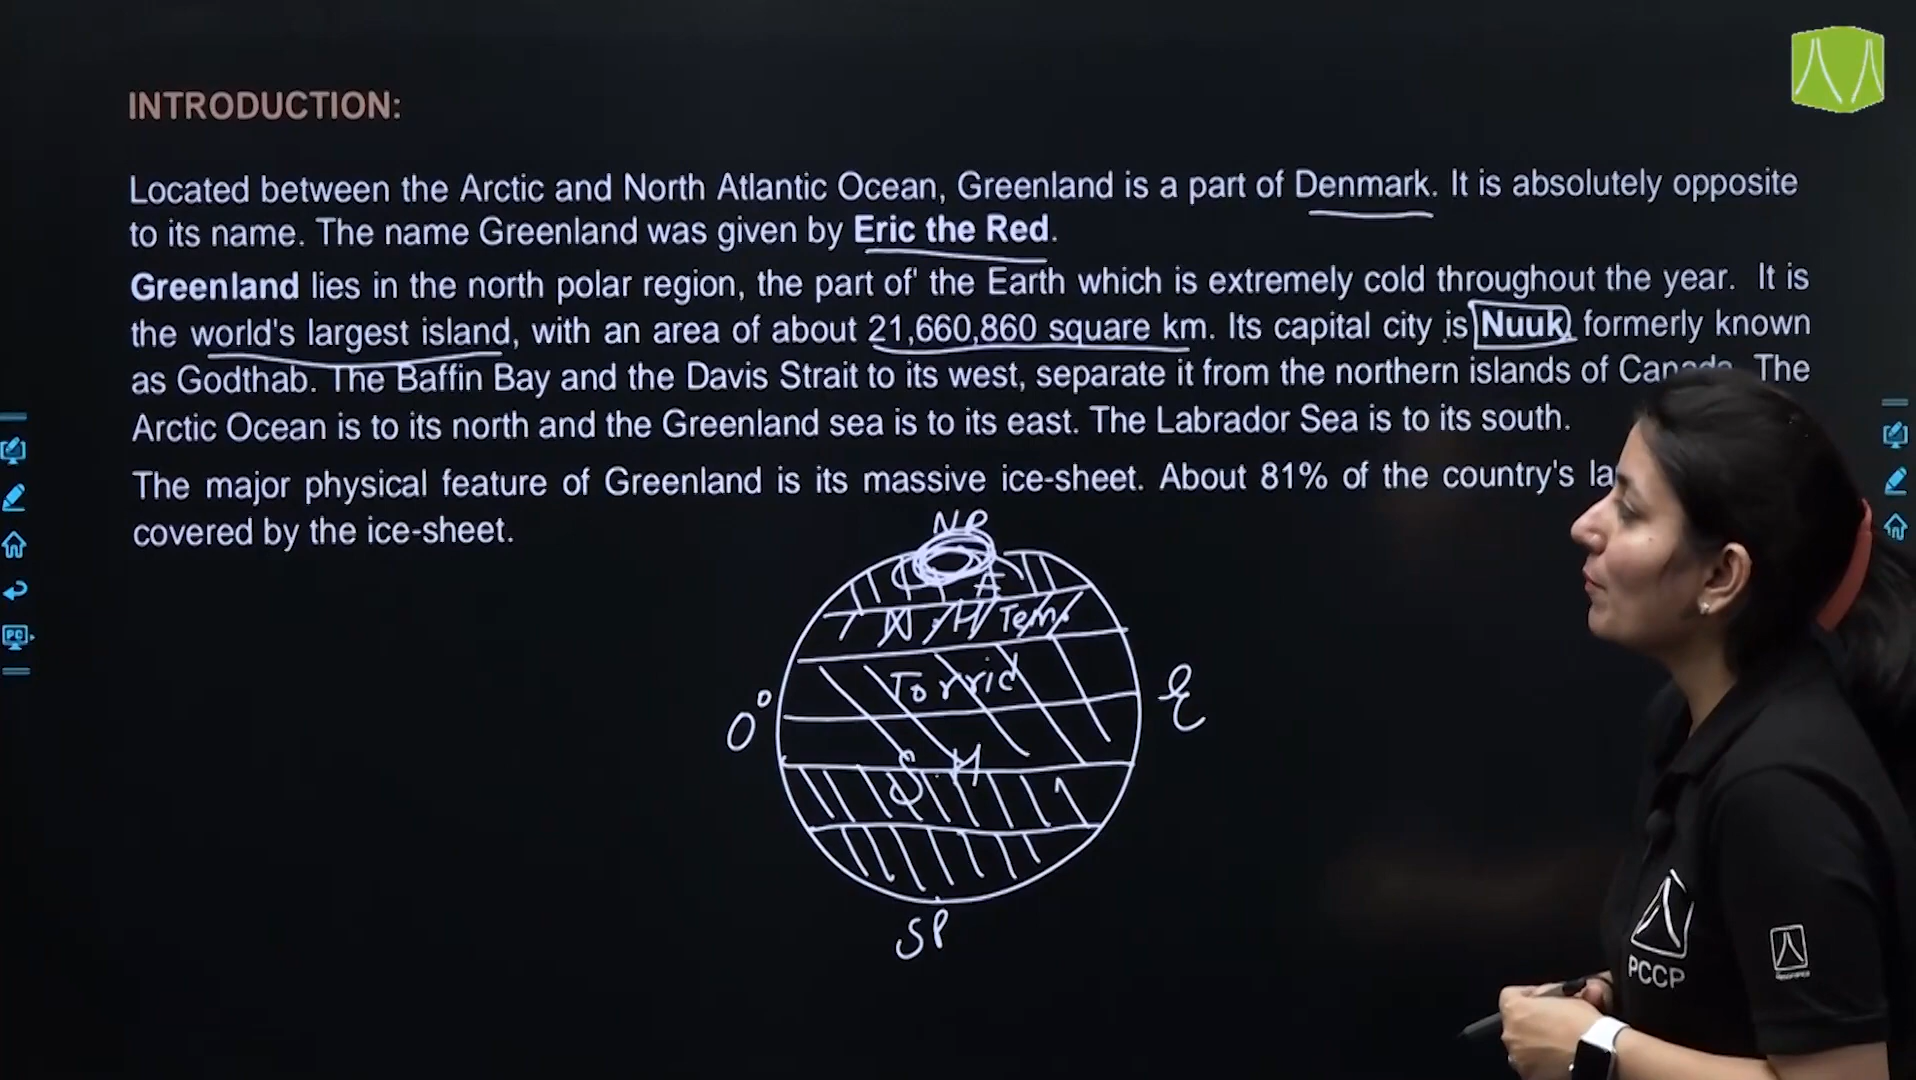 INTRODUCTION:
Located between the Arctic and North Atlantic Ocean, Greenland is a part of Denmark. It is absolutely opposite
to its name. The name Greenland was given by Eric the Red.
Greenland lies in the north polar region, the part of' the Earth which is extremely cold throughout the year. It is
the world's largest island, with an area of about 21,660,860 square km. Its capital city is Nuuk, formerly known
as Godthab. The Baffin Bay and the Davis Strait to its west, separate it from the northern islands of Canada. The
Arctic Ocean is to its north and the Greenland sea is to its east. The Labrador Sea is to its south.
The major physical feature of Greenland is its massive ice-sheet. About 81% of the country's la
covered by the ice-sheet.
NP
N H Temp
Torrid
0°
E
S H
SP
PCCP
PC